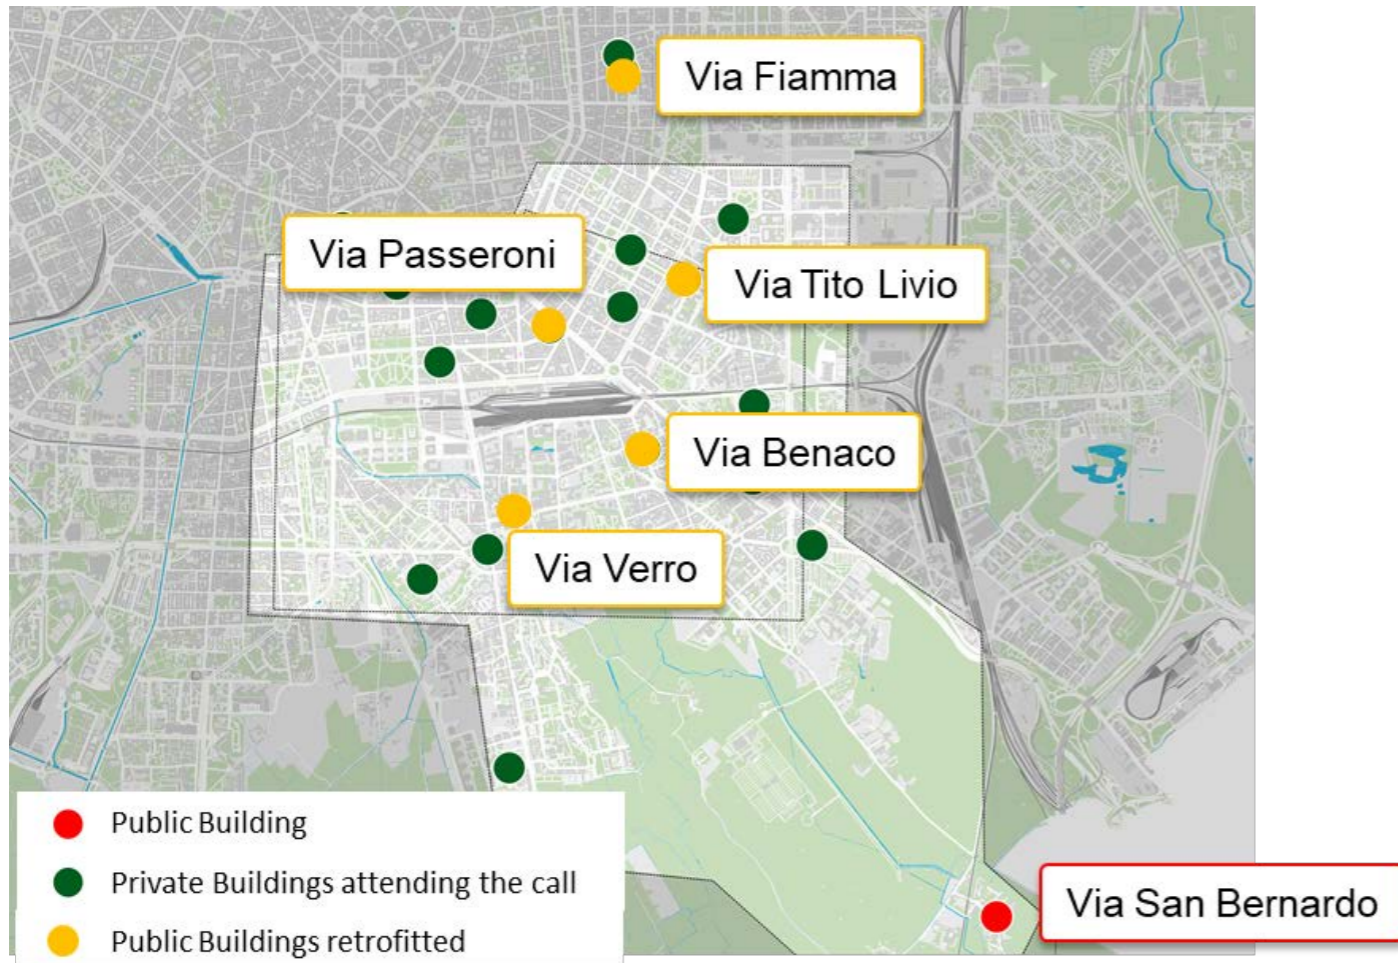 Via Fiamma
Via Passeroni
Via Tito Livio
Via Benaco
Via Verro
Public Building
Private Buildings attending the call
Public Buildings retrofitted
Via San Bernardo